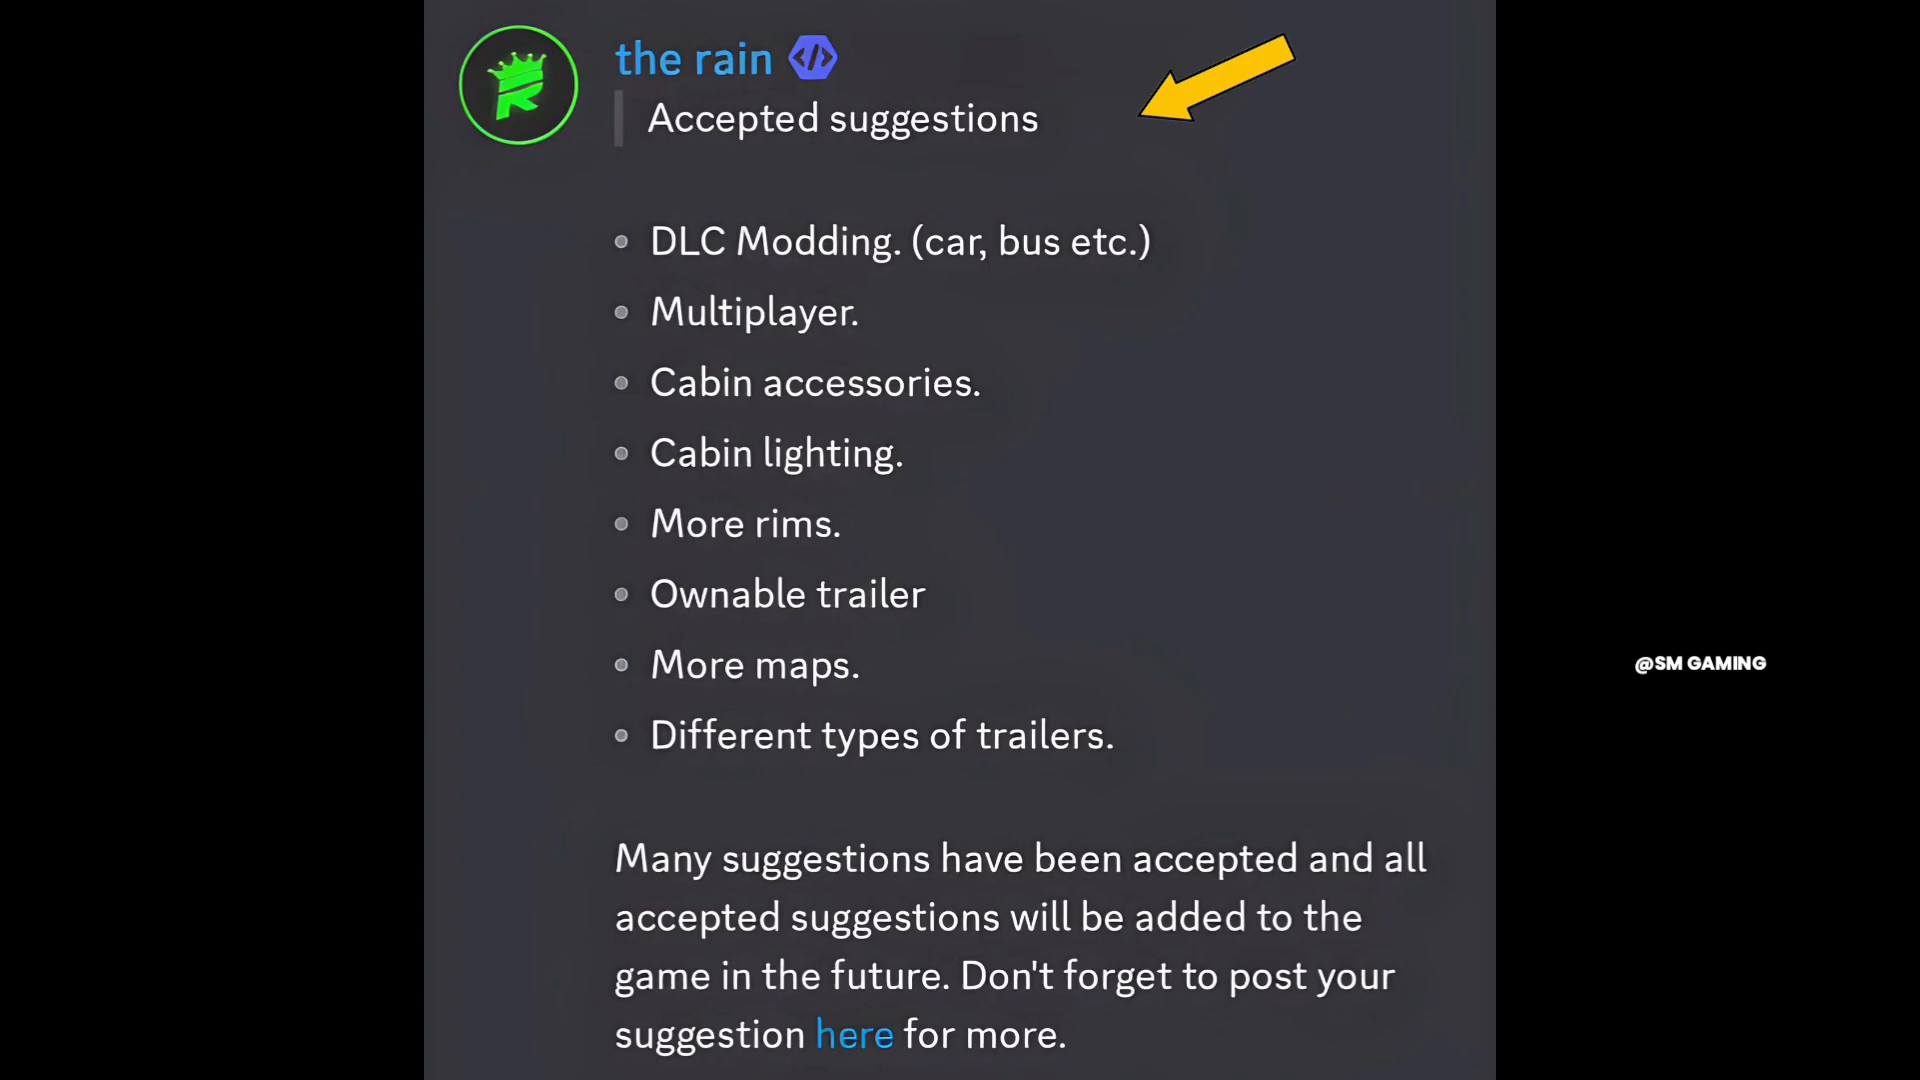 the rain
Accepted suggestions
DLC Modding. (car, bus etc.)
Multiplayer.
Cabin accessories.
Cabin lighting.
More rims.
Ownable trailer
More maps.
Different types of trailers.
Many suggestions have been accepted and all
accepted suggestions will be added to the
game in the future. Don't forget to post your
suggestion here for more.
@SM GAMING